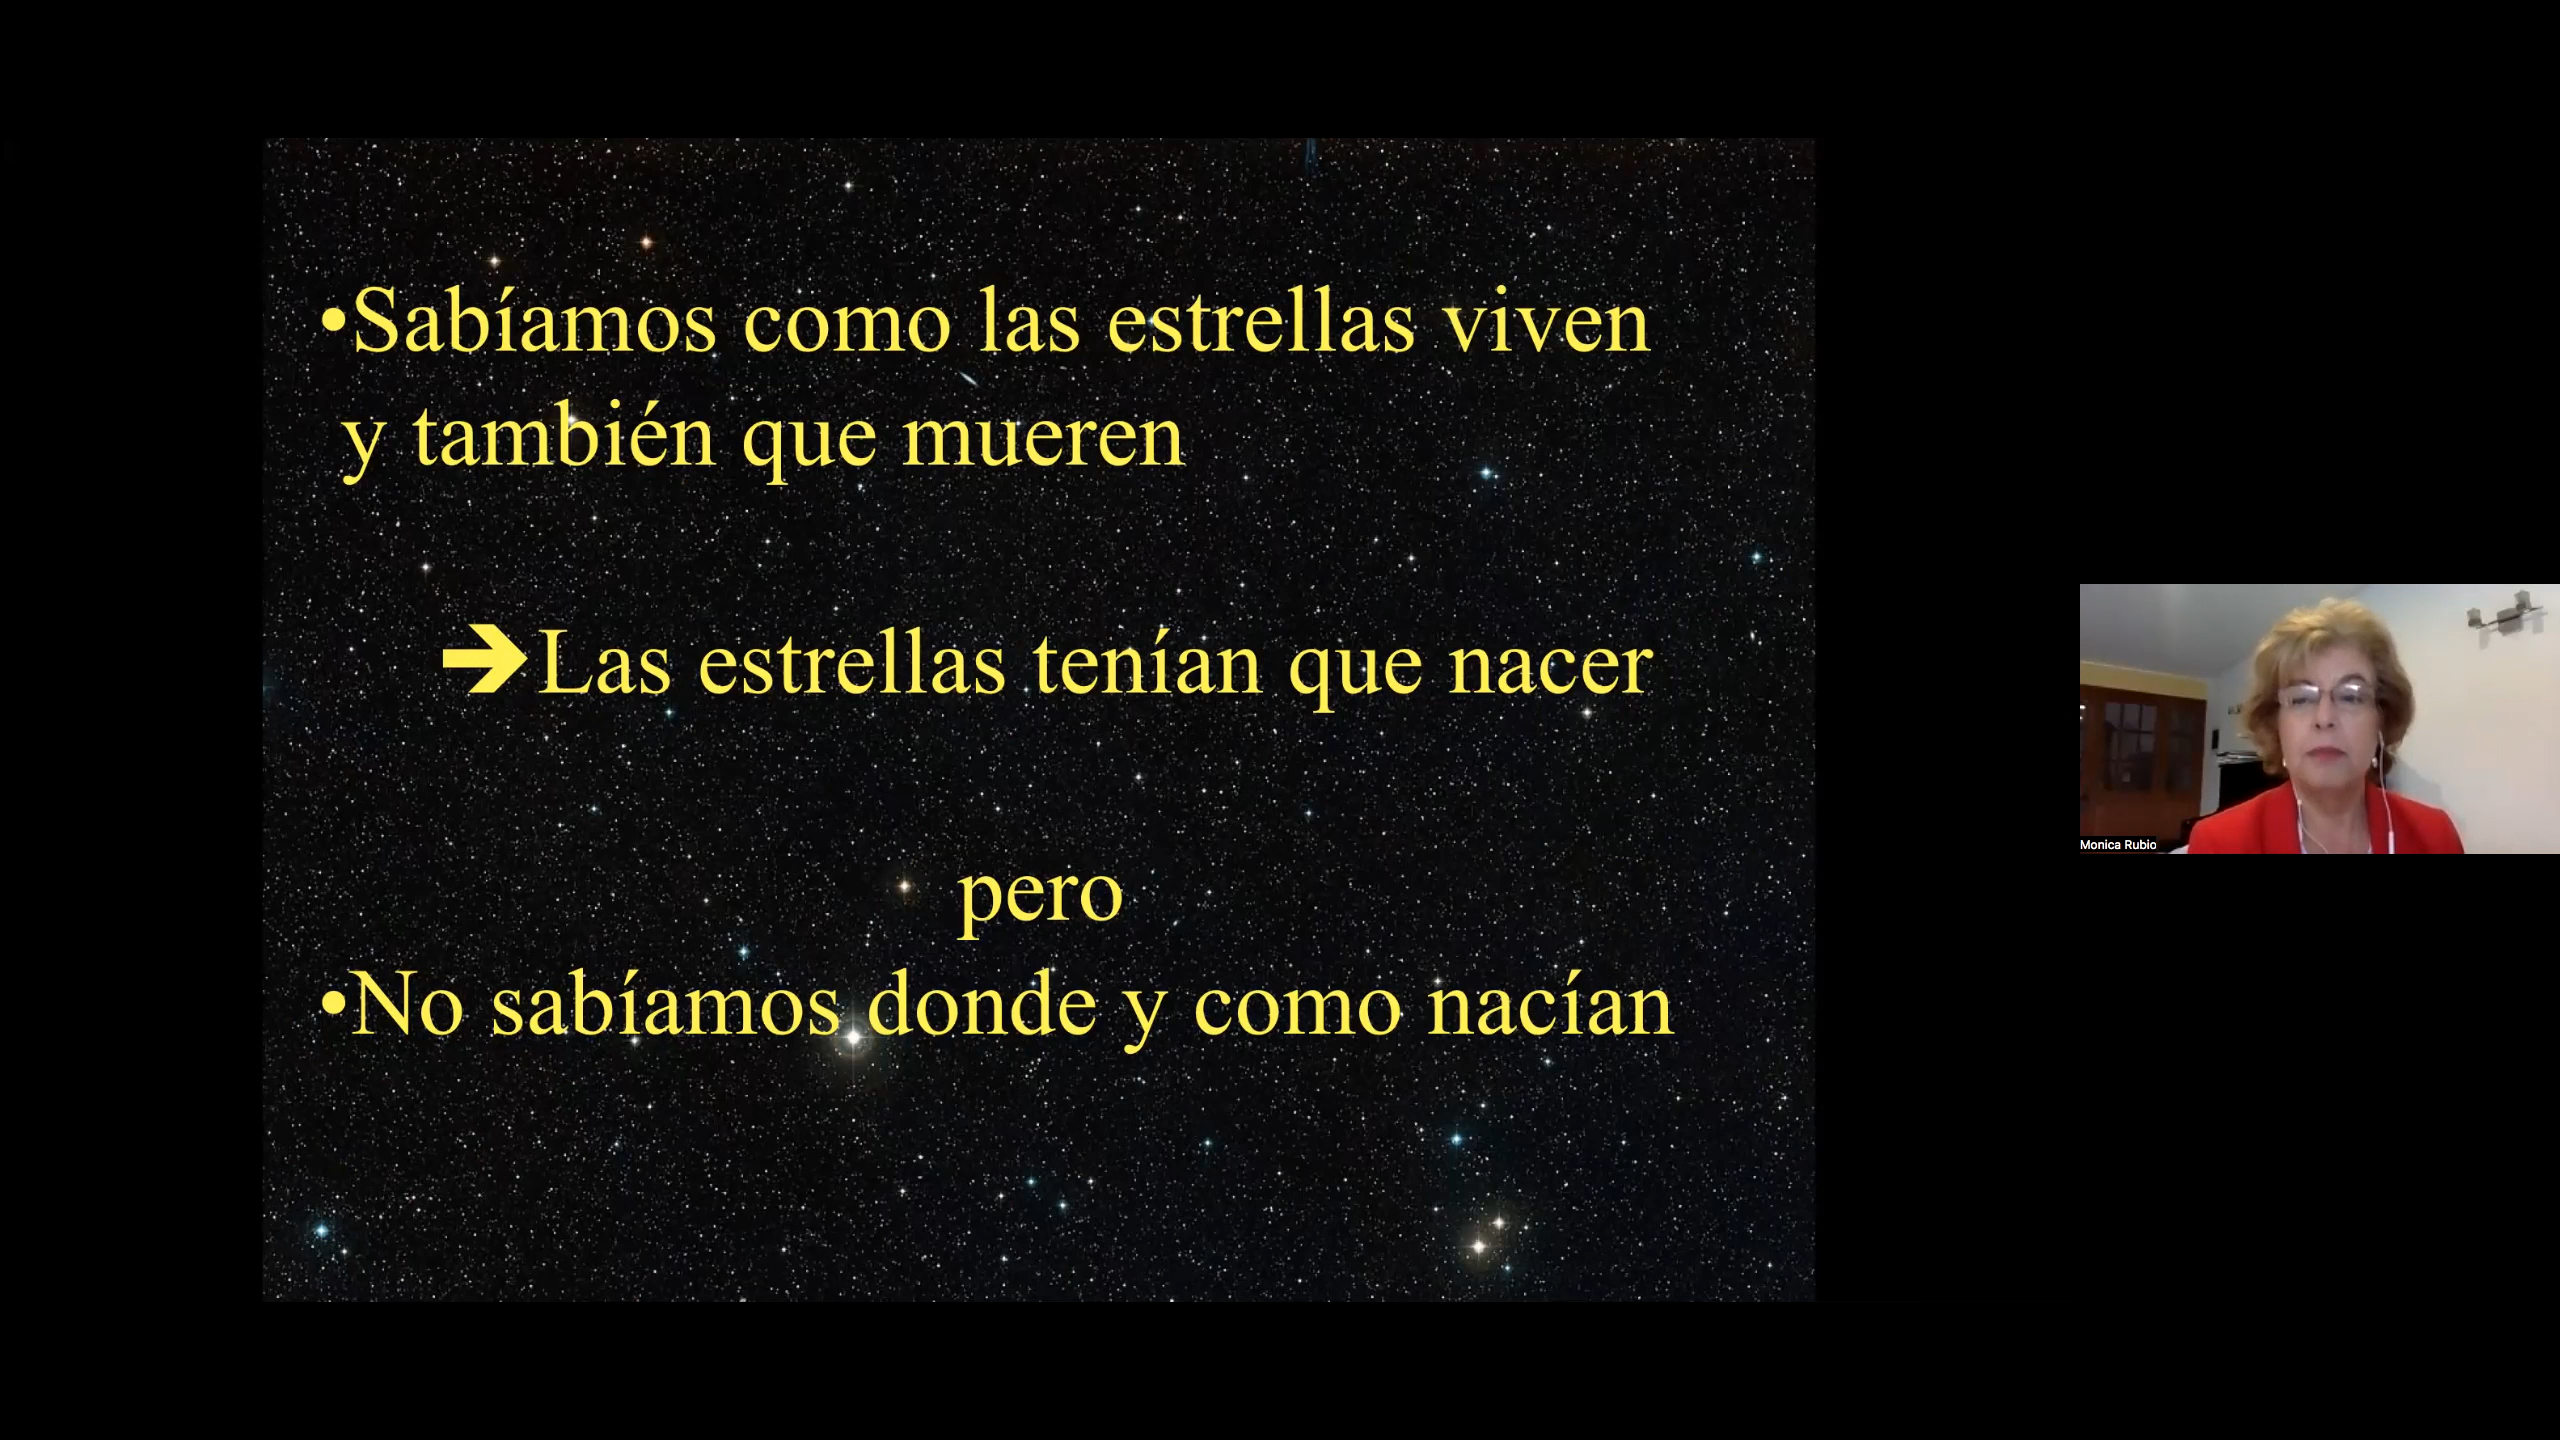 •Sabíamos como las estrellas viven
y también que mueren
➔Las estrellas tenían que nacer
pero
•No sabíamos donde y como nacían
Monica Rubio